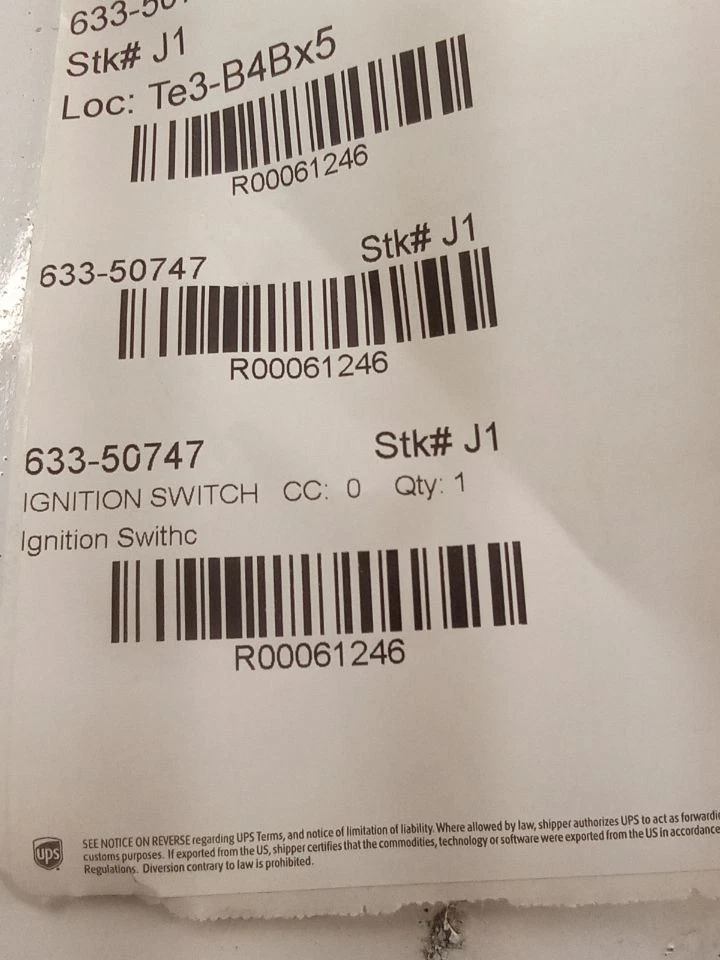 Stk# J1
Loc: Te3-B4Bx5
R00061246
633-50747 Stk# J1
R00061246
633-50747 Stk# J1
IGNITION SWITCH CC: 0 Qty: 1
Ignition Swithc
R00061246
ups
SEE NOTICE ON REVERSE regarding UPS Terms, and notice of limitation of liability. Where allowed by law, shipper authorizes UPS to act as
customs purposes. If exported from the US, shipper certifies that the commodities, technology or software were exported from the US in accordance
Regulations. Diversion contrary to law is prohibited.